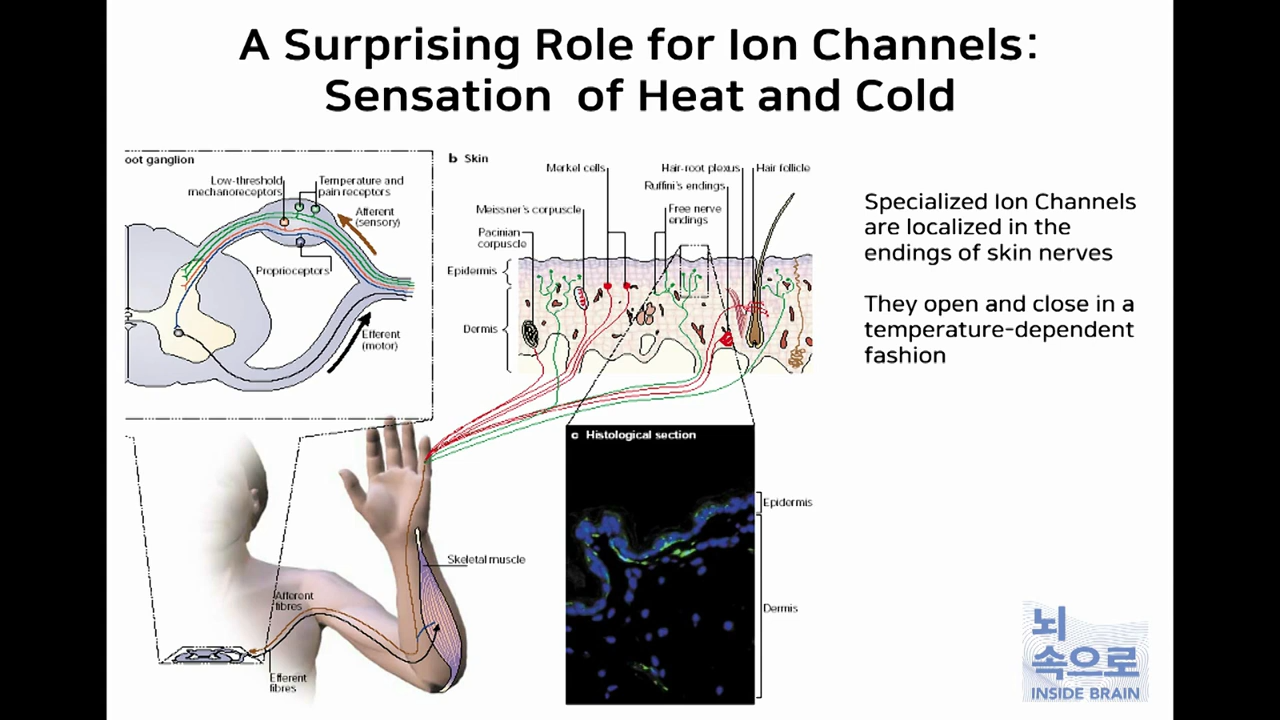 A Surprising Role for Ion Channels:
Sensation of Heat and Cold
oot ganglion
Low-threshold
mechanoreceptors
Temperature and
pain receptors
Afferent
(sensory)
Proprioceptors
Efferent
(motor)
b Skin
Merkel cells
Hair-root plexus
Hair follicle
Ruffini's endings
Meissner's corpuscle
Free nerve
endings
Pacinian
corpuscle
Epidermis
Dermis
Specialized Ion Channels
are localized in the
endings of skin nerves
They open and close in a
temperature-dependent
fashion
c Histological section
Epidermis
Dermis
Skeletal muscle
Afferent
fibres
Efferent
fibres
뇌
속으로
INSIDE BRAIN